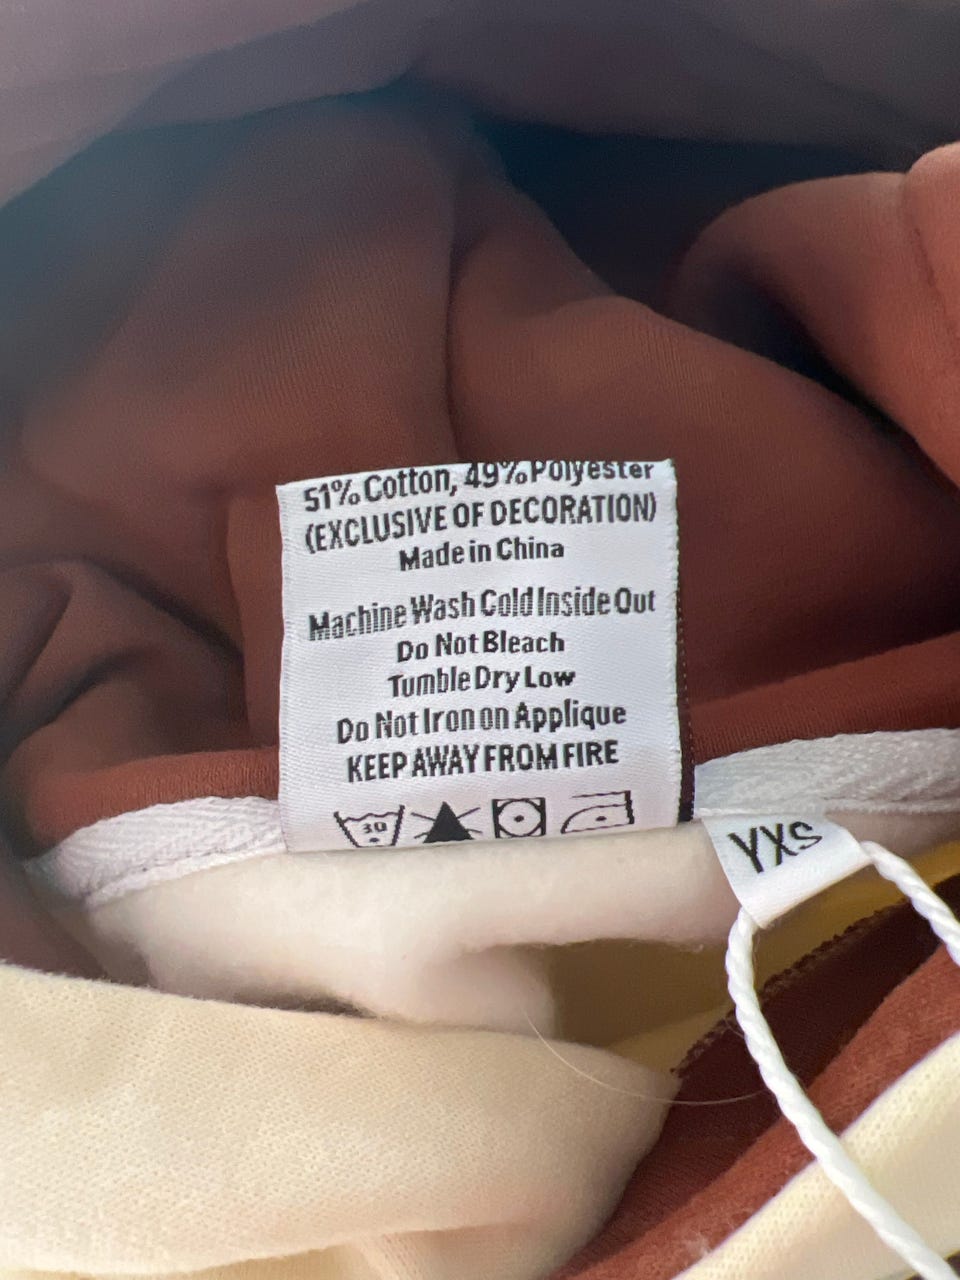 51% Cotton, 49% Polyester
(EXCLUSIVE OF DECORATION)
Made in China
Machine Wash Cold Inside Out
Do Not Bleach
Tumble Dry Low
Do Not Iron on Applique
KEEP AWAY FROM FIRE
30
YXS